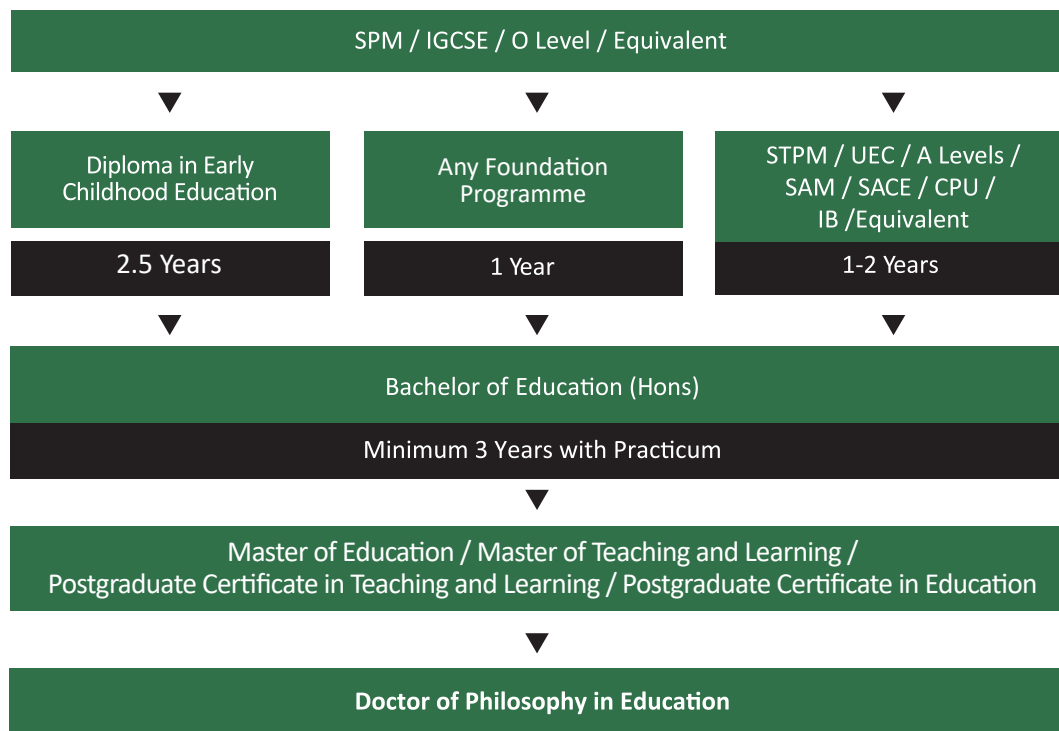 SPM / IGCSE / O Level / Equivalent
Diploma in Early
Childhood Education
2.5 Years
Any Foundation
Programme
1 Year
STPM / UEC / A Levels /
SAM / SACE / CPU /
IB /Equivalent
1-2 Years
Bachelor of Education (Hons)
Minimum 3 Years with Practicum
Master of Education / Master of Teaching and Learning /
Postgraduate Certificate in Teaching and Learning / Postgraduate Certificate in Education
Doctor of Philosophy in Education